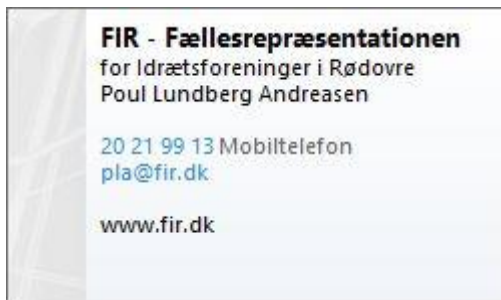 FIR - Fællesrepræsentationen
for Idrætsforeninger i Rødovre
Poul Lundberg Andreasen
20 21 99 13 Mobiltelefon
pla@fir.dk
www.fir.dk